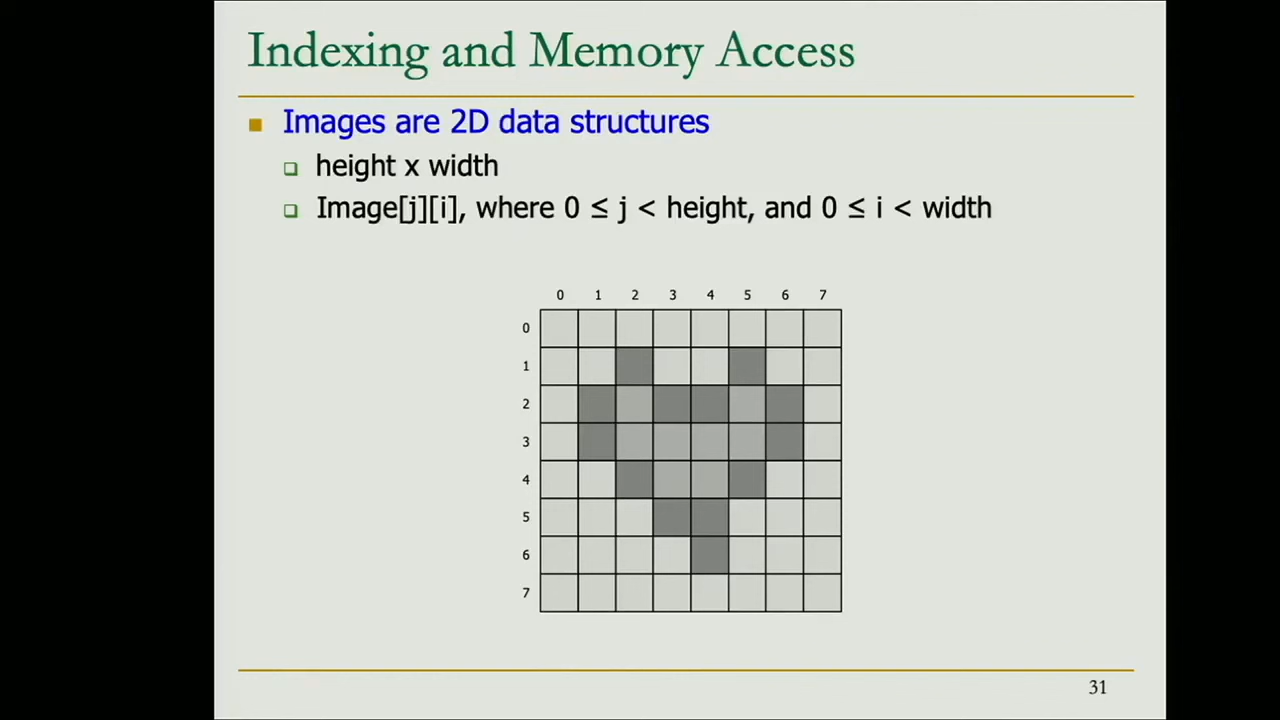 Indexing and Memory Access
Images are 2D data structures
height x width
Image[j][i], where 0 ≤ j < height, and 0 ≤ i < width
0 1 2 3 4 5 6 7
0
1
2
3
4
5
6
7
31